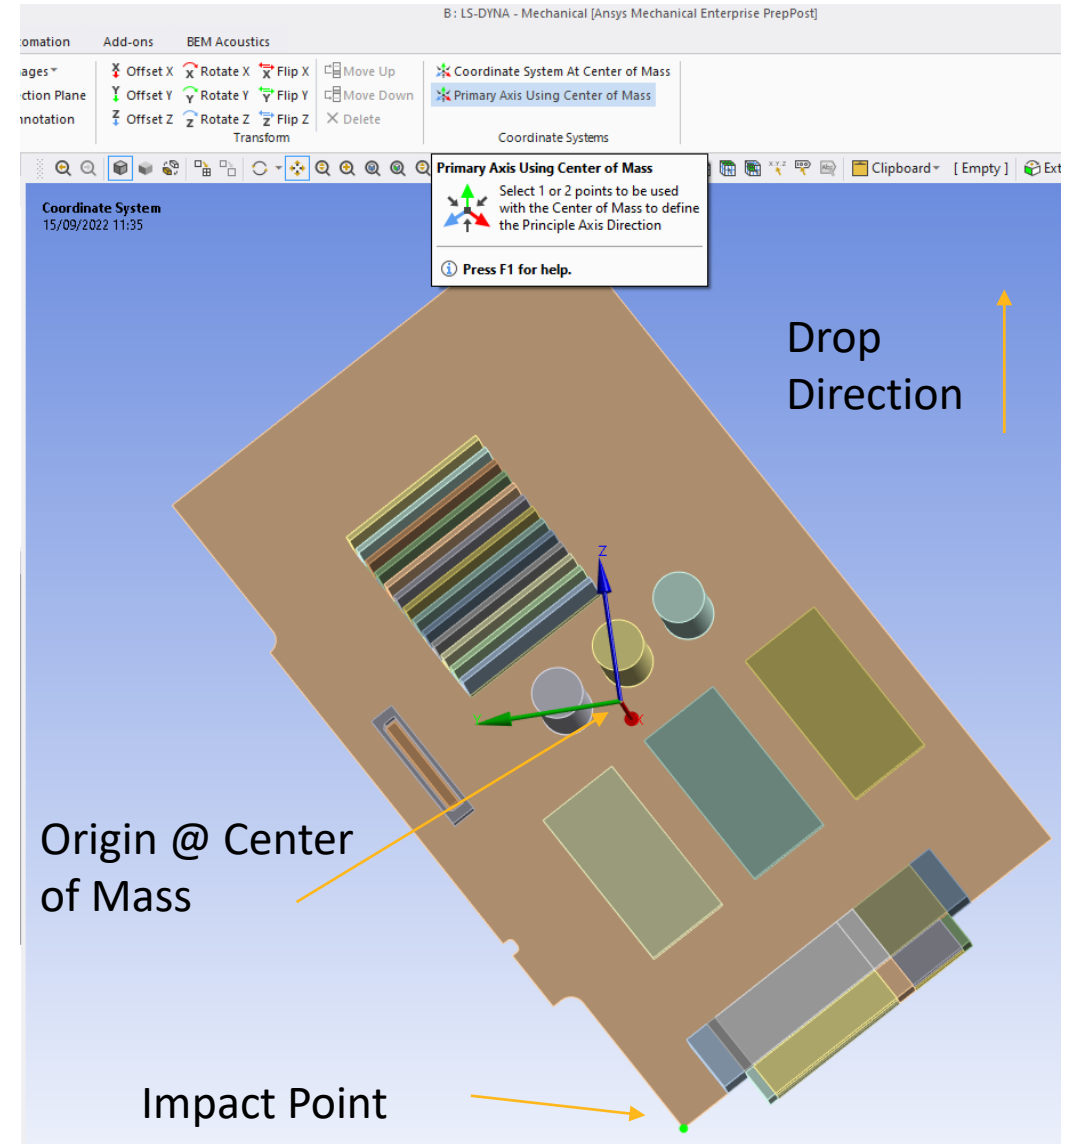 B : LS-DYNA - Mechanical [Ansys Mechanical Enterprise PrepPost]
omation Add-ons BEM Acoustics
ages Offset X Rotate X Flip X Move Up Coordinate System At Center of Mass
ction Plane Offset Y Rotate Y Flip Y Move Down Primary Axis Using Center of Mass
nnotation Offset Z Rotate Z Flip Z Delete
Transform Coordinate Systems
Clipboard [ Empty ] Ext
Primary Axis Using Center of Mass
Select 1 or 2 points to be used
with the Center of Mass to define
the Principle Axis Direction
Press F1 for help.
Coordinate System
15/09/2022 11:35
Drop
Direction
Z
X
Origin @ Center
of Mass
Impact Point